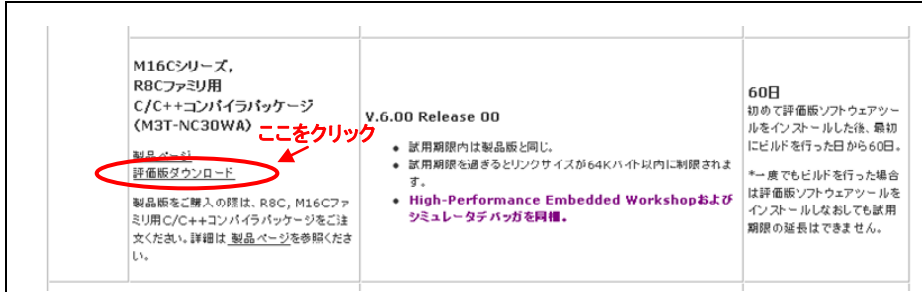 M16Cシリーズ,
R8Cファミリ用
C/C++コンパイラパッケージ
(M3T-NC30WA)
ここをクリック
製品ページ
評価版ダウンロード
製品版をご購入の際は、R8C, M16Cファ
ミリ用C/C++コンパイラパッケージをご注
文ください。詳細は 製品ページを参照くださ
い。
V.6.00 Release 00
• 試用期限内は製品版と同じ。
• 試用期限を過ぎるとリンクサイズが64Kバイト以内に制限されま
す。
• High-Performance Embedded Workshopおよび
シミュレータデバッガを同梱。
60日
初めて評価版ソフトウェアツー
ルをインストールした後、最初
にビルドを行った日から60日。
*一度でもビルドを行った場合
は評価版ソフトウェアツールを
インストールしなおしても試用
期限の延長はできません。